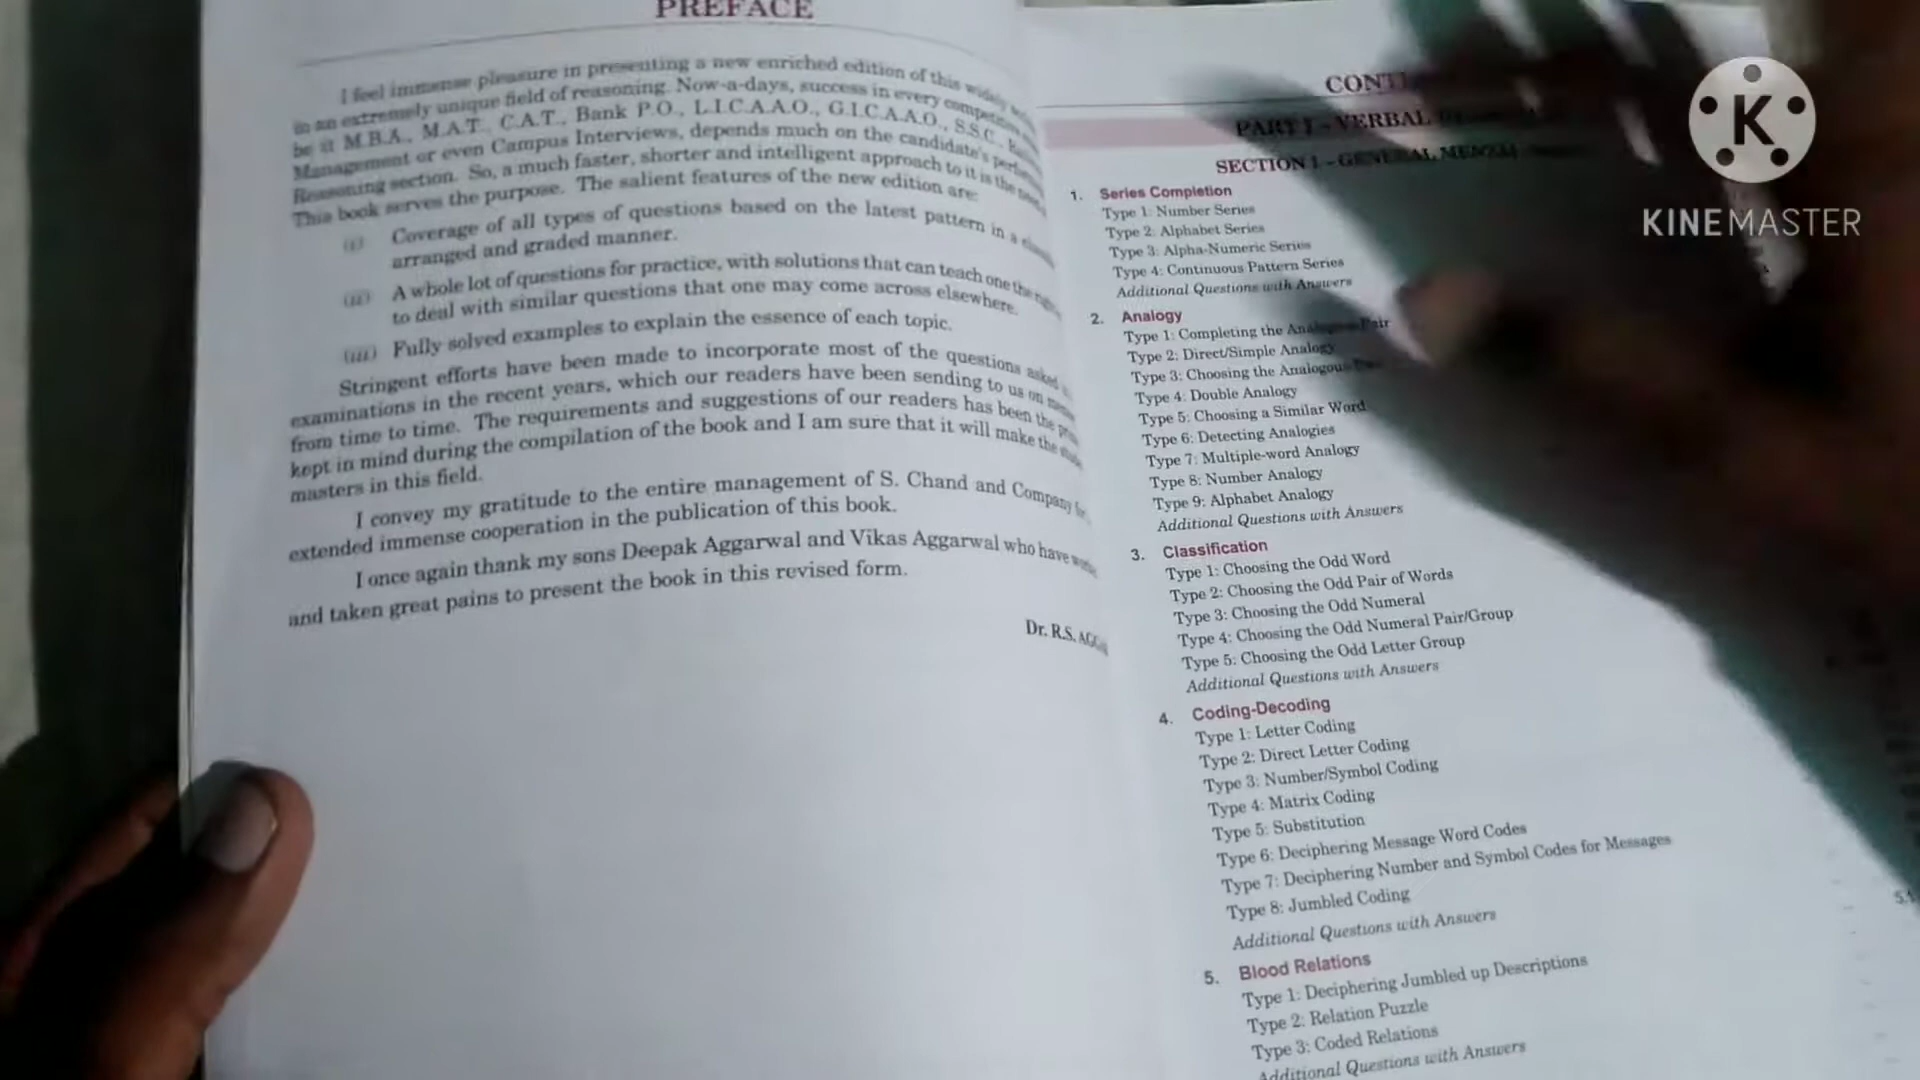 PREFACE
I feel immense pleasure in presenting a new enriched edition of this widely
in an extremely unique field of reasoning. Now-a-days, success in every competitive
be it M.B.A., M.A.T., C.A.T., Bank P.O., L.I.C.A.A.O., G.I.C.A.A.O., S.S.C.,
Management or even Campus Interviews, depends much on the candidate's
Reasoning section. So, a much faster, shorter and intelligent approach to it is the
This book serves the purpose. The salient features of the new edition are:
(i) Coverage of all types of questions based on the latest pattern in a
arranged and graded manner.
(ii) A whole lot of questions for practice, with solutions that can teach one the
to deal with similar questions that one may come across elsewhere.
(iii) Fully solved examples to explain the essence of each topic.
Stringent efforts have been made to incorporate most of the questions asked
examinations in the recent years, which our readers have been sending to us on
from time to time. The requirements and suggestions of our readers has been the
kept in mind during the compilation of the book and I am sure that it will make the
masters in this field.
I convey my gratitude to the entire management of S. Chand and Company
extended immense cooperation in the publication of this book.
I once again thank my sons Deepak Aggarwal and Vikas Aggarwal who have
and taken great pains to present the book in this revised form.
Dr. R.S.
CONT
PART I - VERBAL
SECTION 1 - GENERAL MENTAL
1. Series Completion
Type 1: Number Series
Type 2: Alphabet Series
Type 3: Alpha-Numeric Series
Type 4: Continuous Pattern Series
Additional Questions with Answers
2. Analogy
Type 1: Completing the Analogous Pair
Type 2: Direct/Simple Analogy
Type 3: Choosing the Analogous
Type 4: Double Analogy
Type 5: Choosing a Similar Word
Type 6: Detecting Analogies
Type 7: Multiple-word Analogy
Type 8: Number Analogy
Type 9: Alphabet Analogy
Additional Questions with Answers
3. Classification
Type 1: Choosing the Odd Word
Type 2: Choosing the Odd Pair of Words
Type 3: Choosing the Odd Numeral
Type 4: Choosing the Odd Numeral Pair/Group
Type 5: Choosing the Odd Letter Group
Additional Questions with Answers
4. Coding-Decoding
Type 1: Letter Coding
Type 2: Direct Letter Coding
Type 3: Number/Symbol Coding
Type 4: Matrix Coding
Type 5: Substitution
Type 6: Deciphering Message Word Codes
Type 7: Deciphering Number and Symbol Codes for Messages
Type 8: Jumbled Coding
Additional Questions with Answers
5. Blood Relations
Type 1: Deciphering Jumbled up Descriptions
Type 2: Relation Puzzle
Type 3: Coded Relations
Additional Questions with Answers
K
KINEMASTER